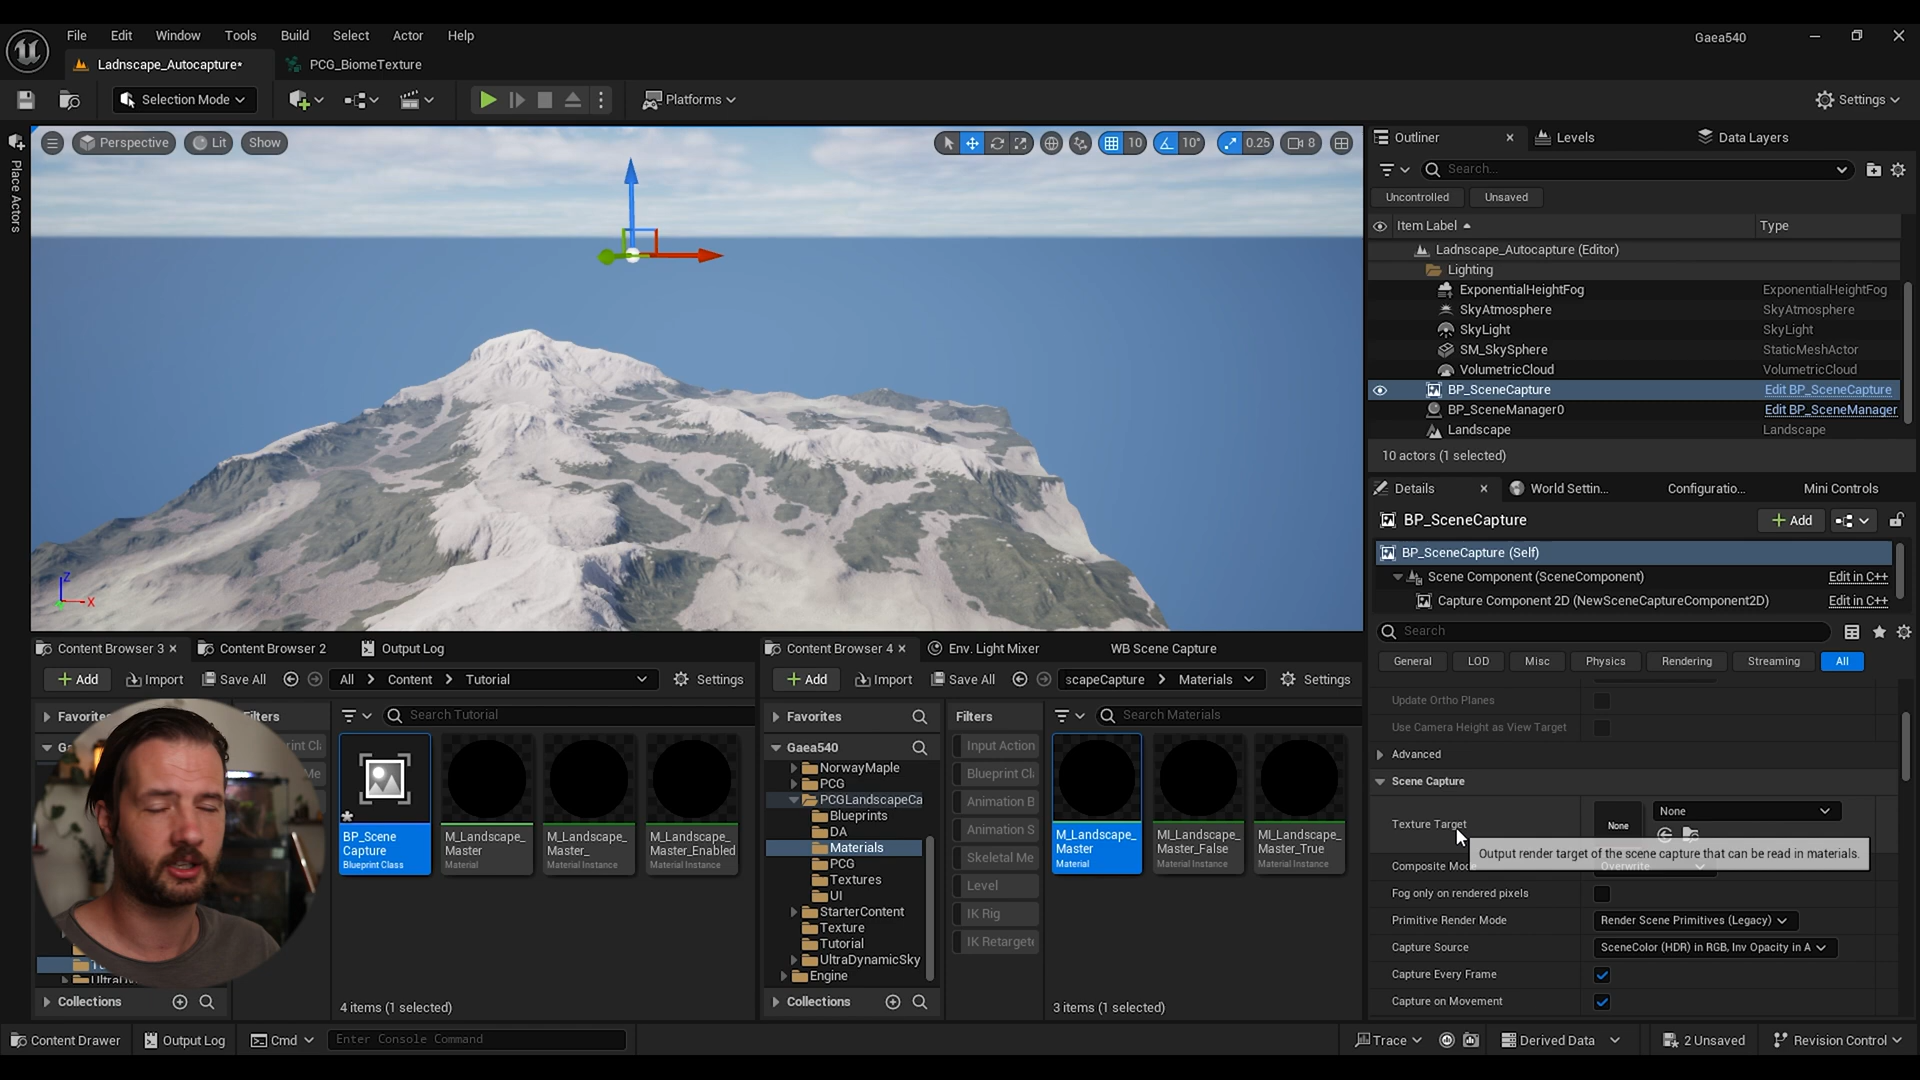 File Edit Window Tools Build Select Actor Help
Gaea540
Ladnscape_Autocapture*
PCG_BiomeTexture
Selection Mode
Platforms
Settings
Place Actors
Perspective
Lit
Show
10
10°
0.25
8
Z
X
Outliner
Levels
Data Layers
Search...
Uncontrolled
Unsaved
Item Label
Type
Ladnscape_Autocapture (Editor)
Lighting
ExponentialHeightFog ExponentialHeightFog
SkyAtmosphere SkyAtmosphere
SkyLight SkyLight
SM_SkySphere StaticMeshActor
VolumetricCloud VolumetricCloud
BP_SceneCapture Edit BP_SceneCapture
BP_SceneManager0 Edit BP_SceneManager
Landscape Landscape
10 actors (1 selected)
Details
World Settin...
Configuratio...
Mini Controls
BP_SceneCapture
Add
BP_SceneCapture (Self)
Scene Component (SceneComponent) Edit in C++
Capture Component 2D (NewSceneCaptureComponent2D) Edit in C++
Search
General LOD Misc Physics Rendering Streaming All
Update Ortho Planes
Use Camera Height as View Target
Advanced
Scene Capture
Texture Target
None
None
Output render target of the scene capture that can be read in materials.
Composite Mode
Overwrite
Fog only on rendered pixels
Primitive Render Mode Render Scene Primitives (Legacy)
Capture Source SceneColor (HDR) in RGB, Inv Opacity in A
Capture Every Frame
Capture on Movement
Content Browser 3
Content Browser 2
Output Log
Add Import Save All All Content Tutorial Settings
Favorite
Filters
Search Tutorial
BP_Scene
Capture
Blueprint Class
M_Landscape_
Master
Material
M_Landscape_
Master_
Material Instance
M_Landscape_
Master_Enabled
Material Instance
Collections
4 items (1 selected)
Content Browser 4
Env. Light Mixer
WB Scene Capture
Add Import Save All scapeCapture Materials Settings
Favorites
Gaea540
NorwayMaple
PCG
PCGLandscapeCa
Blueprints
DA
Materials
PCG
Textures
UI
StarterContent
Texture
Tutorial
UltraDynamicSky
Engine
Collections
Filters
Input Action
Blueprint Cl
Animation B
Animation S
Skeletal Me
Level
IK Rig
IK Retargete
Search Materials
M_Landscape_
Master
Material
MI_Landscape_
Master_False
Material Instance
MI_Landscape_
Master_True
Material Instance
3 items (1 selected)
Content Drawer
Output Log
Cmd
Enter Console Command
Trace
Derived Data
2 Unsaved
Revision Control